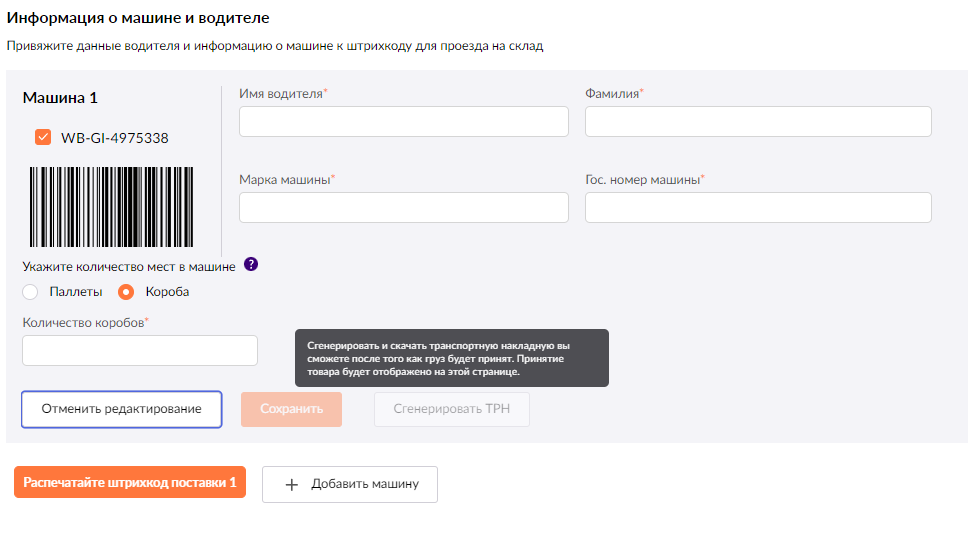 Информация о машине и водителе
Привяжите данные водителя и информацию о машине к штрихкоду для проезда на склад
Машина 1
WB-GI-4975338
Имя водителя*
Фамилия*
Марка машины*
Гос. номер машины*
Укажите количество мест в машине ?
Паллеты
Короба
Количество коробов*
Сгенерировать и скачать транспортную накладную вы
сможете после того как груз будет принят. Принятие
товара будет отображено на этой странице.
Отменить редактирование
Сохранить
Сгенерировать ТРН
Распечатайте штрихкод поставки 1
+ Добавить машину